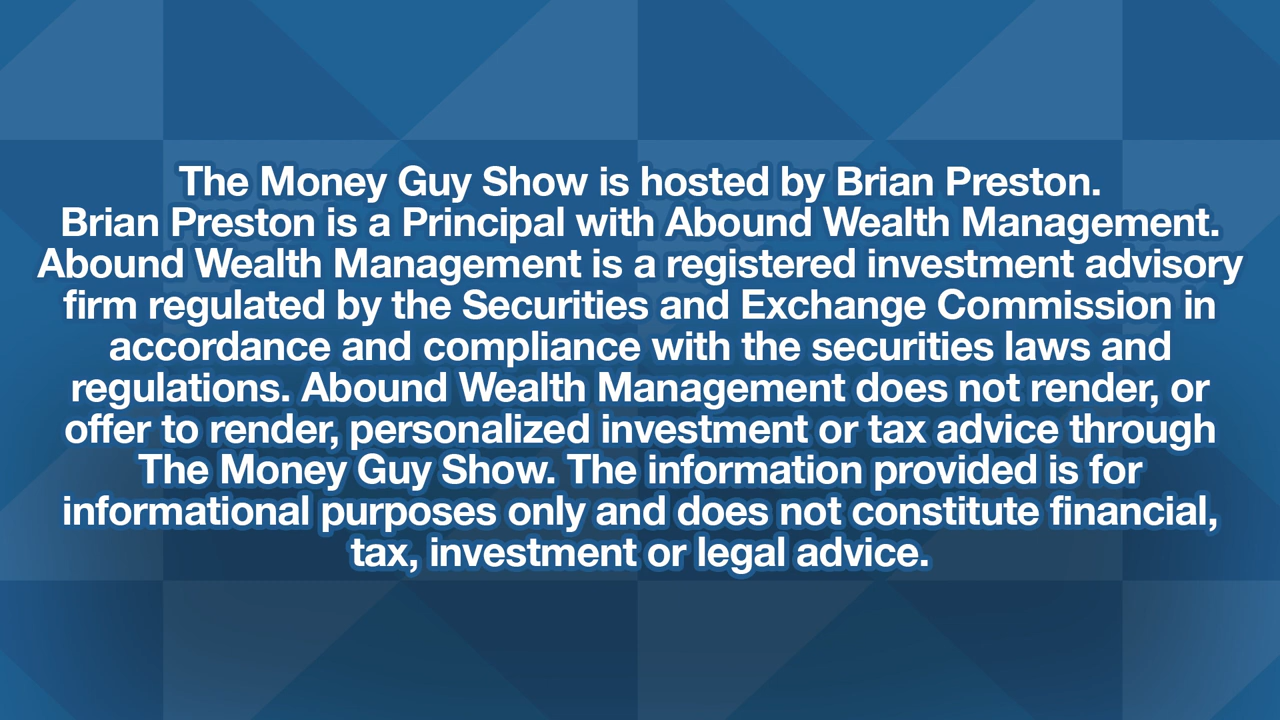 The Money Guy Show is hosted by Brian Preston.
Brian Preston is a Principal with Abound Wealth Management.
Abound Wealth Management is a registered investment advisory
firm regulated by the Securities and Exchange Commission in
accordance and compliance with the securities laws and
regulations. Abound Wealth Management does not render, or
offer to render, personalized investment or tax advice through
The Money Guy Show. The information provided is for
informational purposes only and does not constitute financial,
tax, investment or legal advice.